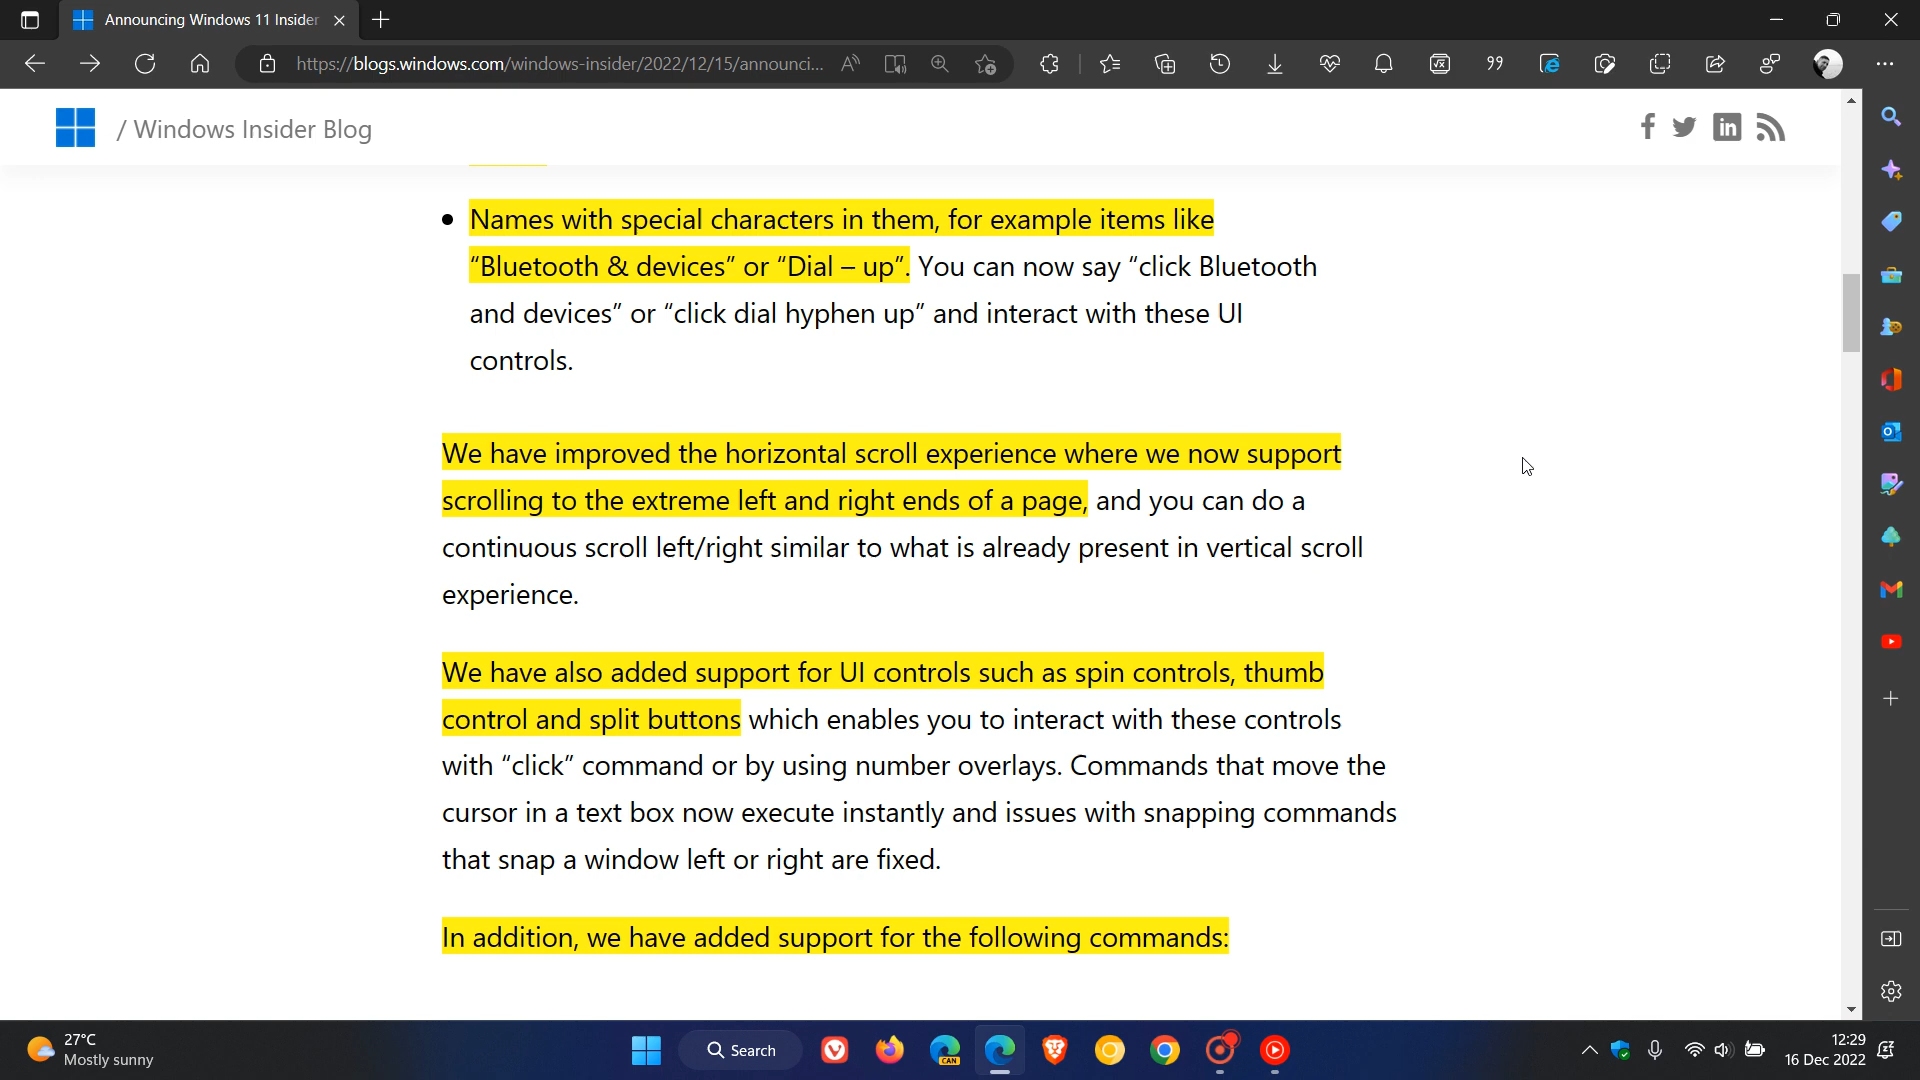 Announcing Windows 11 Insider
https://blogs.windows.com/windows-insider/2022/12/15/announci...
/ Windows Insider Blog
Names with special characters in them, for example items like
“Bluetooth & devices” or “Dial – up”. You can now say “click Bluetooth
and devices” or “click dial hyphen up” and interact with these UI
controls.
We have improved the horizontal scroll experience where we now support
scrolling to the extreme left and right ends of a page, and you can do a
continuous scroll left/right similar to what is already present in vertical scroll
experience.
We have also added support for UI controls such as spin controls, thumb
control and split buttons which enables you to interact with these controls
with “click” command or by using number overlays. Commands that move the
cursor in a text box now execute instantly and issues with snapping commands
that snap a window left or right are fixed.
In addition, we have added support for the following commands:
27°C
Mostly sunny
Search
CAN
12:29
16 Dec 2022